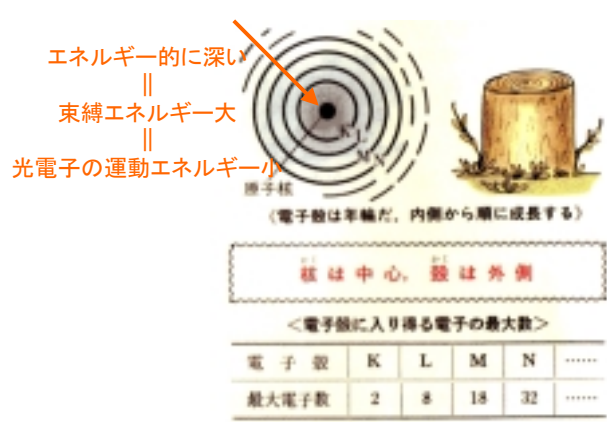 エネルギー的に深い
||
束縛エネルギー大
||
光電子の運動エネルギー小
K L
M N
原子核
(電子殻は年輪だ,内側から順に成長する)
かく かく
核は中心,殻は外側
<電子殻に入り得る電子の最大数>
電子殻 K L M N ……
最大電子数 2 8 18 32 ……